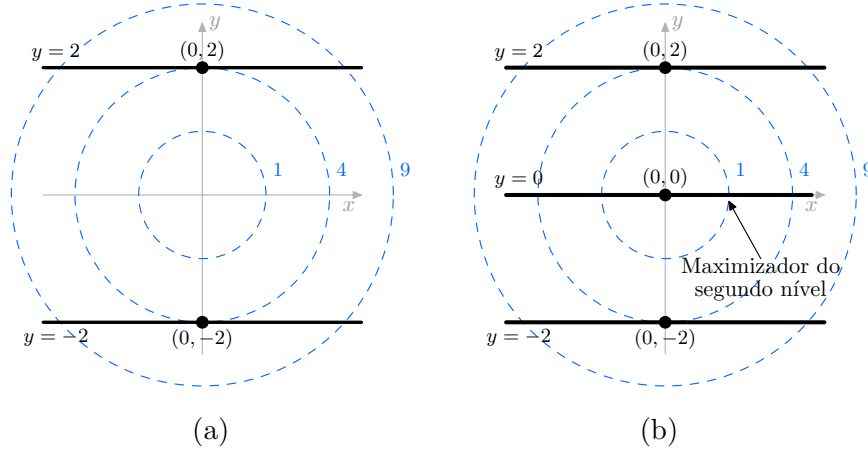 y
y = 2
(0, 2)
1
4
9
x
y = −2
(0, −2)
(a)
y
y = 2
(0, 2)
1
4
9
y = 0
(0, 0)
x
Maximizador do
segundo nível
y = −2
(0, −2)
(b)